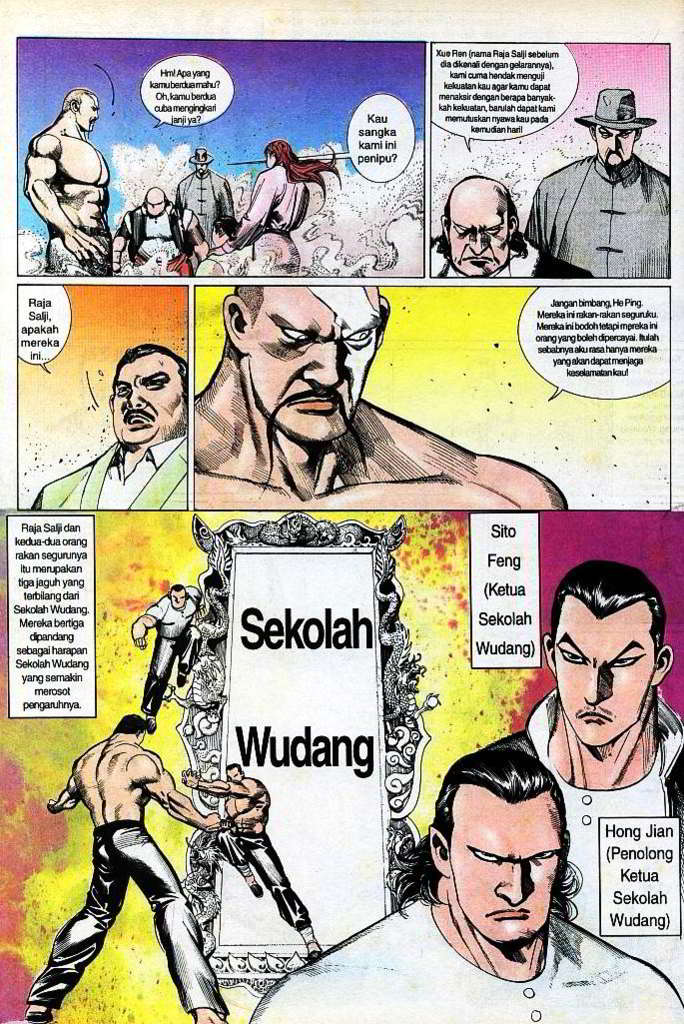 Hm! Apa yang
kamu berdua mahu?
Oh, kamu berdua
cuba mengingkari
janji ya?
Kau
sangka
kami ini
penipu?
Xue Ren (nama Raja Salji sebelum
dia dikenali dengan gelarannya),
kami cuma hendak menguji
kekuatan kau agar kamu dapat
menaksir dengan berapa banyak-
kah kekuatan, barulah dapat kami
memutuskan nyawa kau pada
kemudian hari!
Raja
Salji,
apakah
mereka
ini...
Jangan bimbang, He Ping.
Mereka ini rakan-rakan seguruku.
Mereka ini bodoh tetapi mereka ini
orang yang boleh dipercayai. Itulah
sebabnya aku rasa hanya mereka
yang akan dapat menjaga
keselamatan kau!
Raja Salji dan
kedua-dua orang
rakan segurunya
itu merupakan
tiga jaguh yang
terbilang dari
Sekolah Wudang.
Mereka bertiga
dipandang
sebagai harapan
Sekolah Wudang
yang semakin
merosot
pengaruhnya.
Sekolah
Wudang
Sito
Feng
(Ketua
Sekolah
Wudang)
Hong Jian
(Penolong
Ketua
Sekolah
Wudang)